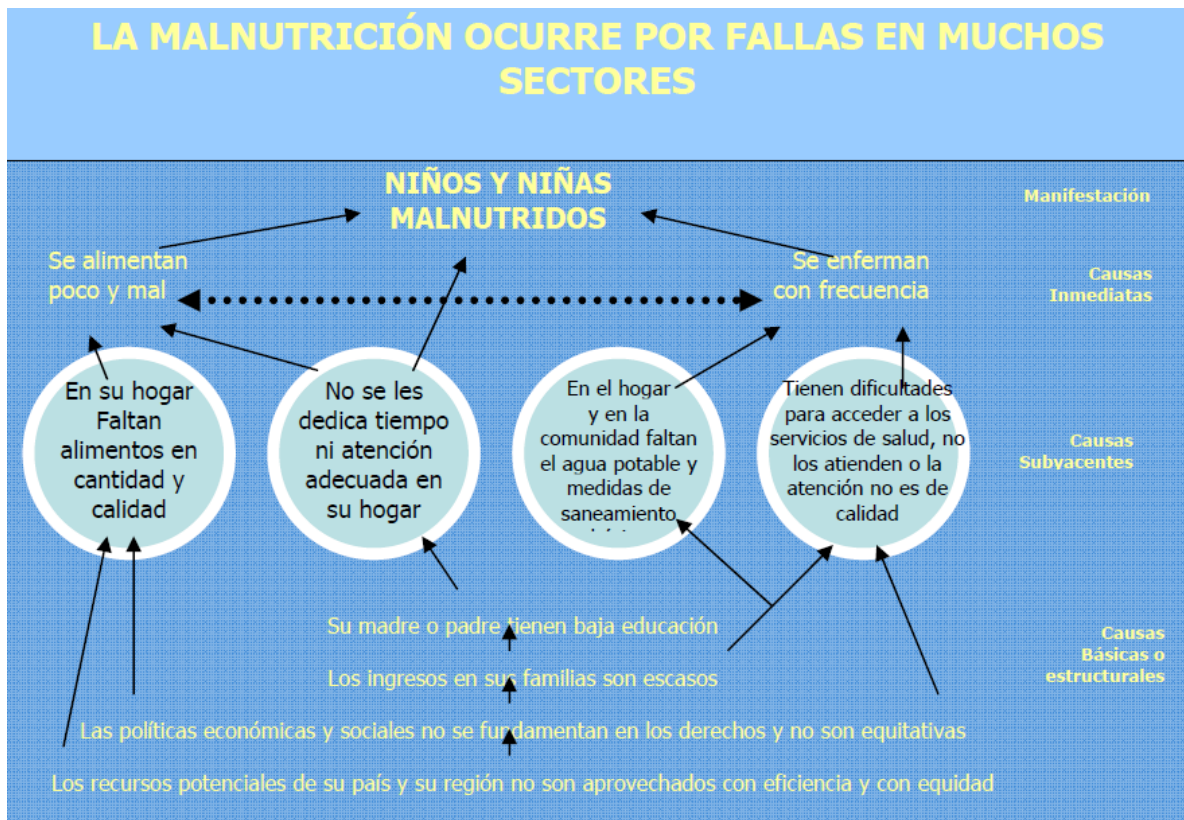 LA MALNUTRICIÓN OCURRE POR FALLAS EN MUCHOS
SECTORES
NIÑOS Y NIÑAS
MALNUTRIDOS
Manifestación
Se alimentan
poco y mal
Se enferman
con frecuencia
Causas
Inmediatas
En su hogar
Faltan
alimentos en
cantidad y
calidad
No se les
dedica tiempo
ni atención
adecuada en
su hogar
En el hogar
y en la
comunidad faltan
el agua potable y
medidas de
saneamiento
Tienen dificultades
para acceder a los
servicios de salud, no
los atienden o la
atención no es de
calidad
Causas
Subyacentes
Su madre o padre tienen baja educación
Los ingresos en sus familias son escasos
Las políticas económicas y sociales no se fundamentan en los derechos y no son equitativas
Los recursos potenciales de su país y su región no son aprovechados con eficiencia y con equidad
Causas
Básicas o
estructurales